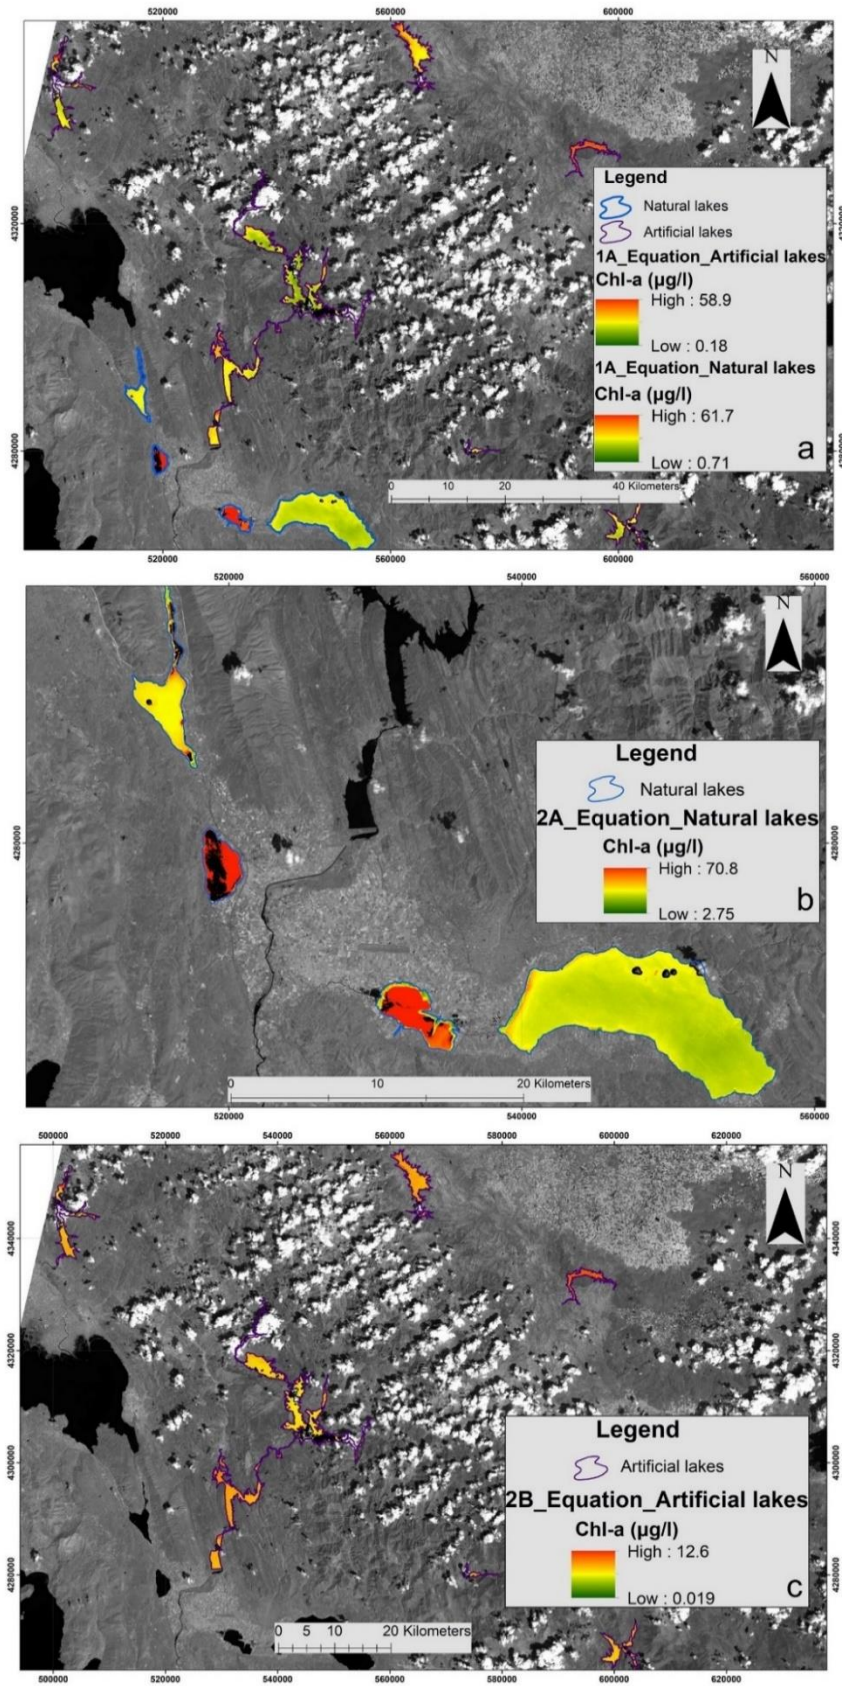 520000 560000 600000
N
Legend
Natural lakes
Artificial lakes
1A_Equation_Artificial lakes
Chl-a (µg/l)
High : 58.9
Low : 0.18
1A_Equation_Natural lakes
Chl-a (µg/l)
High : 61.7
Low : 0.71
a
4320000
4280000
0 10 20 40 Kilometers
520000 560000 600000
520000 540000 560000
N
Legend
Natural lakes
2A_Equation_Natural lakes
Chl-a (µg/l)
High : 70.8
Low : 2.75
b
4280000 4280000
0 10 20 Kilometers
520000 540000 560000
500000 520000 540000 560000 580000 600000 620000
N
4340000 4340000
4320000 4320000
4300000 4300000
4280000 4280000
Legend
Artificial lakes
2B_Equation_Artificial lakes
Chl-a (µg/l)
High : 12.6
Low : 0.019
c
0 5 10 20 Kilometers
500000 520000 540000 560000 580000 600000 620000